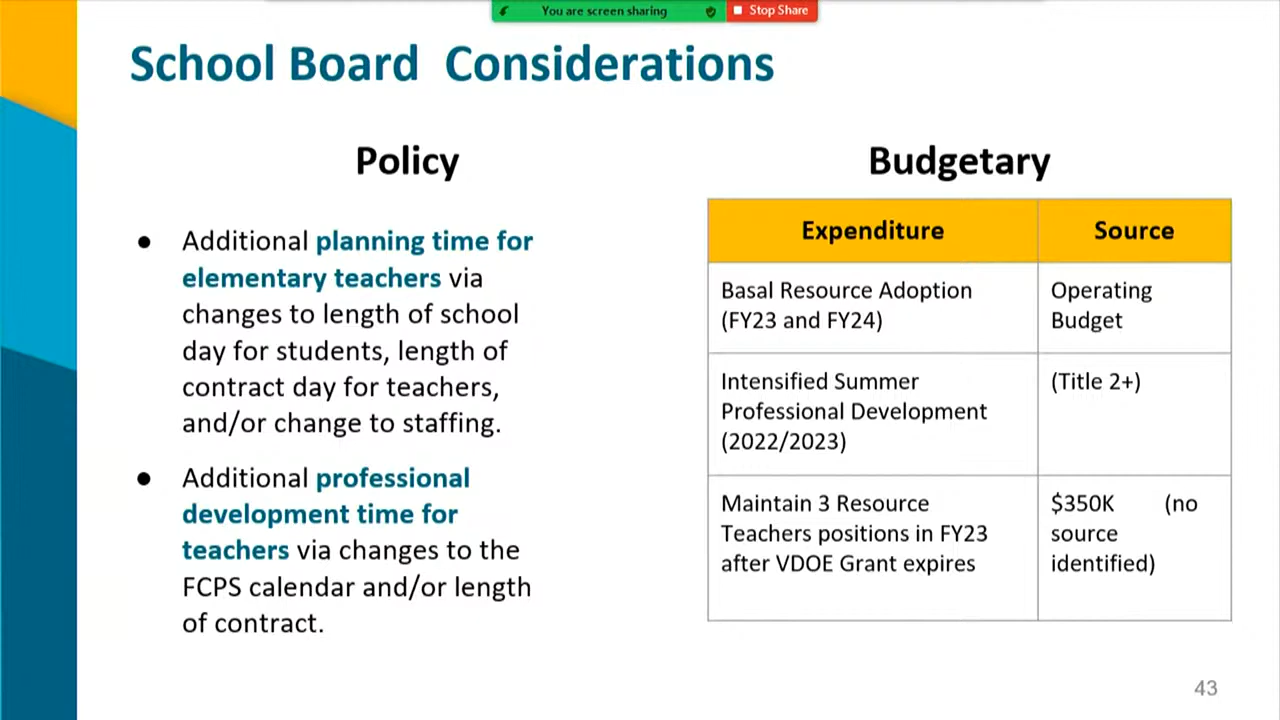 You are screen sharing
Stop Share
School Board Considerations
Policy
● Additional planning time for
elementary teachers via
changes to length of school
day for students, length of
contract day for teachers,
and/or change to staffing.
● Additional professional
development time for
teachers via changes to the
FCPS calendar and/or length
of contract.
Budgetary
Expenditure
Source
Basal Resource Adoption
(FY23 and FY24)
Operating
Budget
Intensified Summer
Professional Development
(2022/2023)
(Title 2+)
Maintain 3 Resource
Teachers positions in FY23
after VDOE Grant expires
$350K (no
source
identified)
43